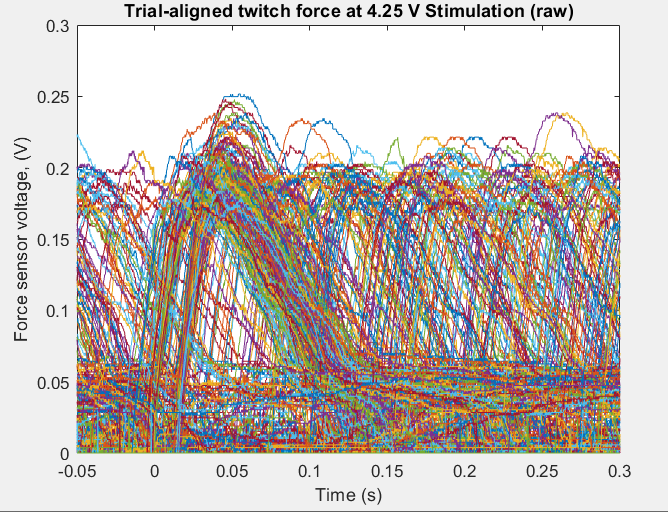 Trial-aligned twitch force at 4.25 V Stimulation (raw)
0.3
0.25
0.2
0.15
0.1
0.05
0
Force sensor voltage, (V)
-0.05 0 0.05 0.1 0.15 0.2 0.25 0.3
Time (s)